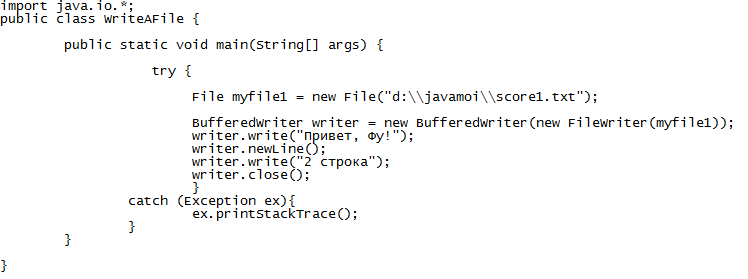 import java.io.*;
public class WriteAFile {
public static void main(String[] args) {
try {
File myfile1 = new File("d:\\javamoi\\score1.txt");
BufferedWriter writer = new BufferedWriter(new FileWriter(myfile1));
writer.write("Привет, Фу!");
writer.newLine();
writer.write("2 строка");
writer.close();
}
catch (Exception ex){
ex.printStackTrace();
}
}
}